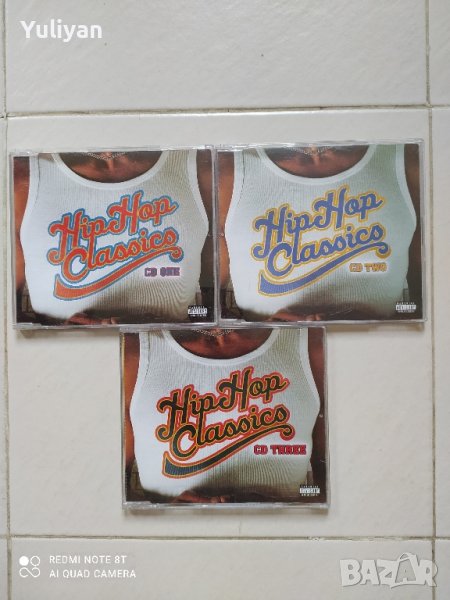 Yuliyan
Hip Hop
Classics
CD ONE
Hip Hop
Classics
CD TWO
Hip Hop
Classics
CD THREE
REDMI NOTE 8T
AI QUAD CAMERA
BAZAR